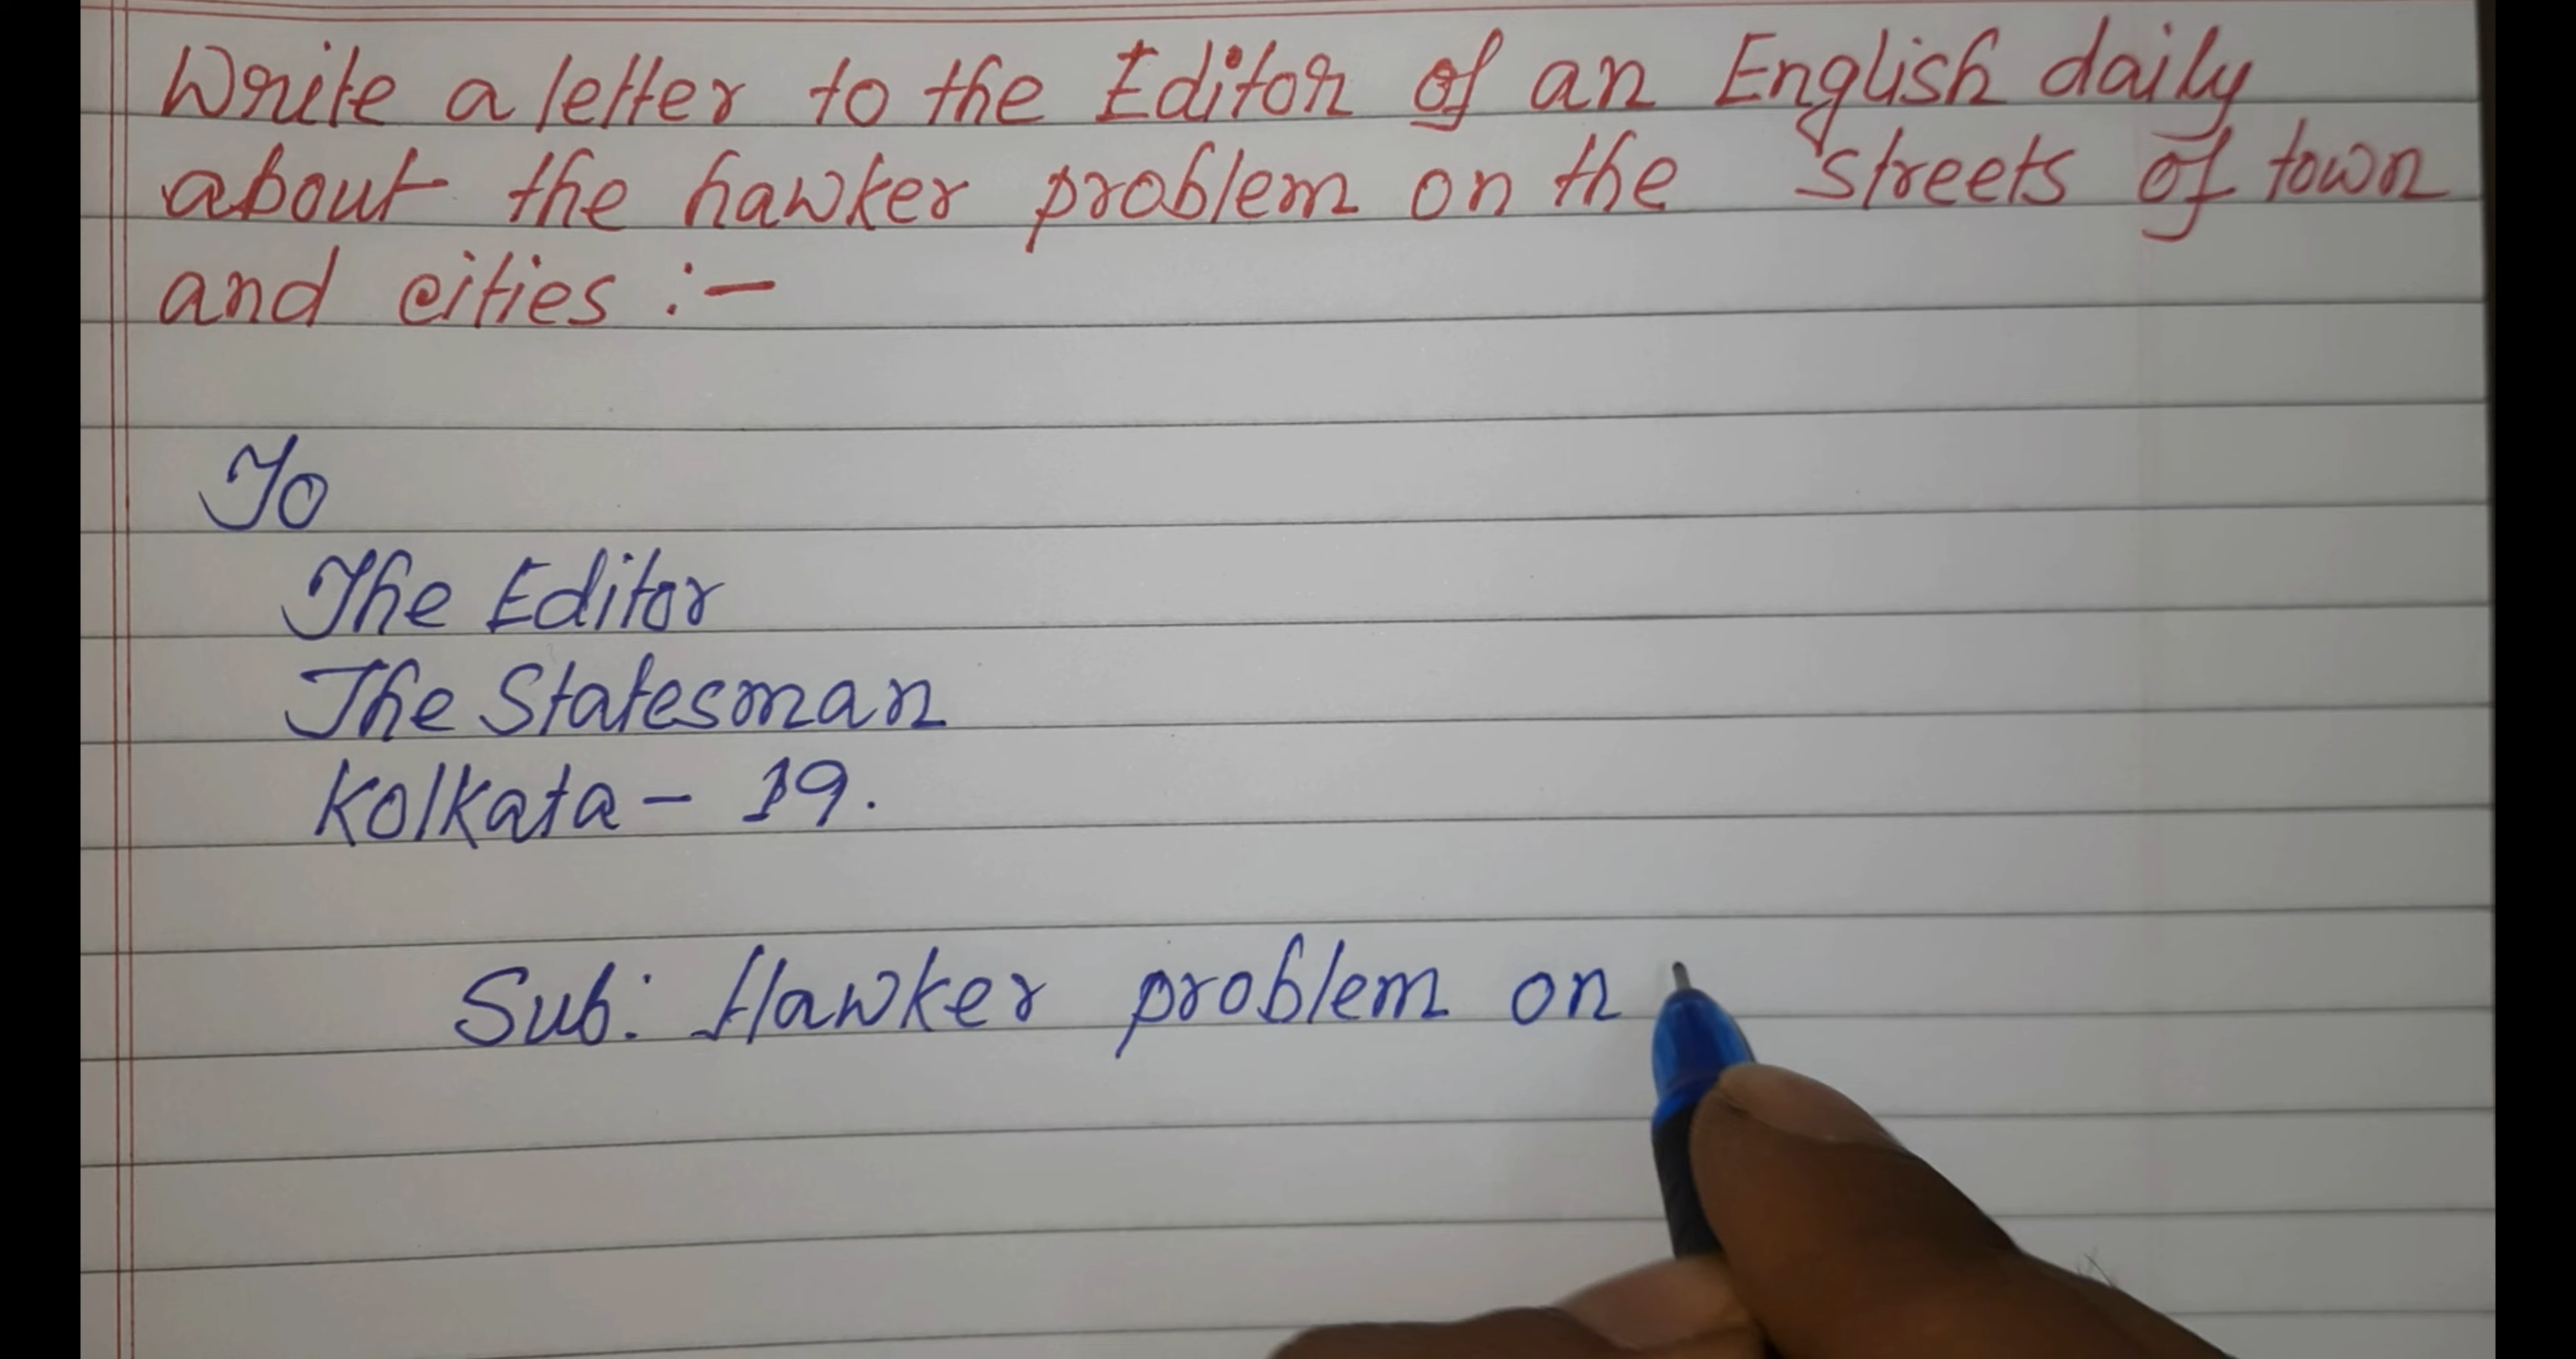 Write a letter to the Editor of an English daily
about the hawker problem on the streets of town
and cities :-
To
The Editor
The Statesman
Kolkata - 19.
Sub: Hawker problem on